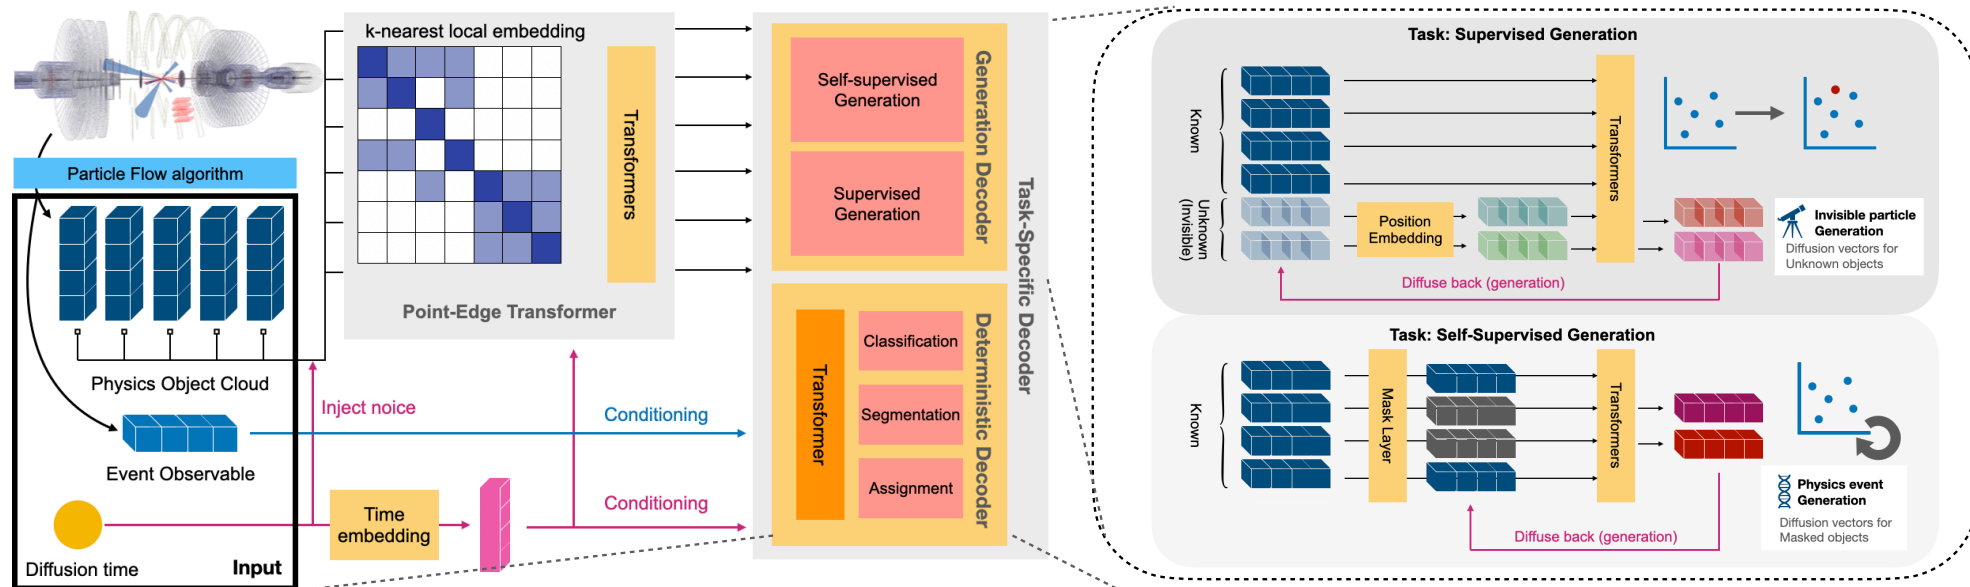 Particle Flow algorithm
Physics Object Cloud
Event Observable
Diffusion time
Input
Inject noice
Time
embedding
Conditioning
Conditioning
k-nearest local embedding
Transformers
Point-Edge Transformer
Self-supervised
Generation
Supervised
Generation
Generation Decoder
Transformer
Classification
Segmentation
Assignment
Deterministic Decoder
Task-Specific Decoder
Task: Supervised Generation
Known
Unknown
(Invisible)
Position
Embedding
Transformers
Diffuse back (generation)
Invisible particle
Generation
Diffusion vectors for
Unknown objects
Task: Self-Supervised Generation
Known
Mask Layer
Transformers
Diffuse back (generation)
Physics event
Generation
Diffusion vectors for
Masked objects